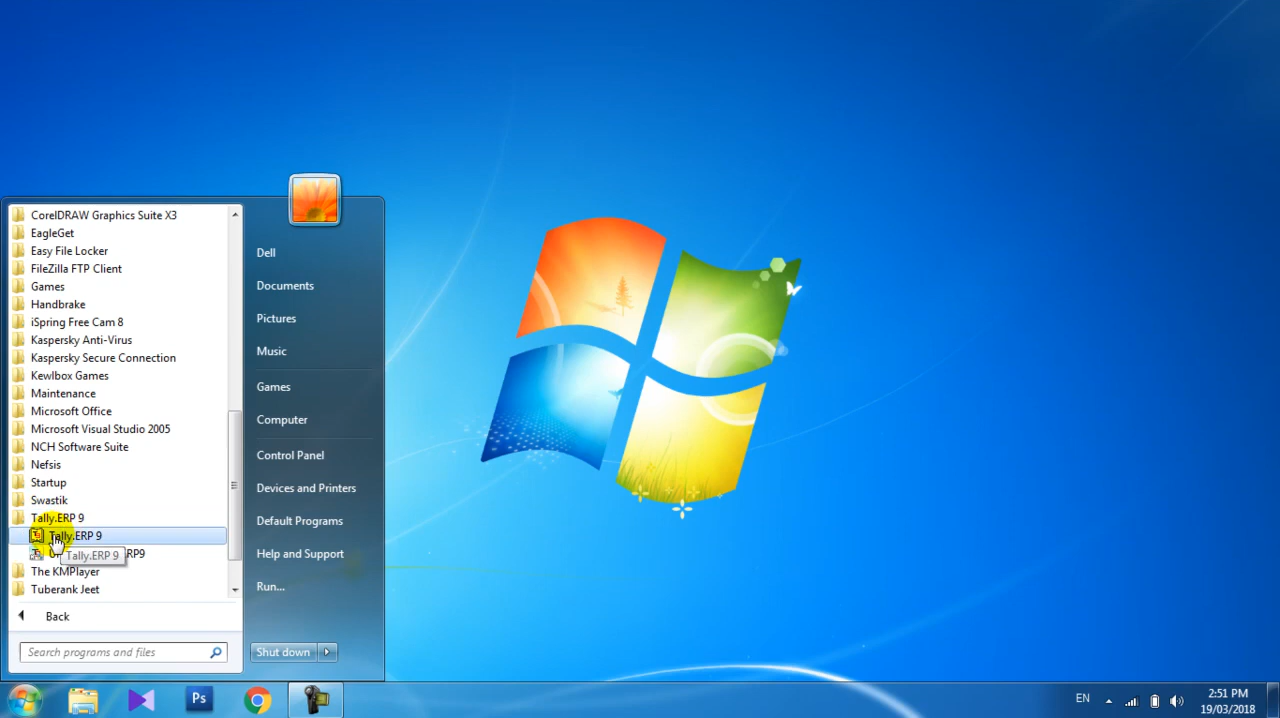 CorelDRAW Graphics Suite X3
EagleGet
Easy File Locker
FileZilla FTP Client
Games
Handbrake
iSpring Free Cam 8
Kaspersky Anti-Virus
Kaspersky Secure Connection
Kewlbox Games
Maintenance
Microsoft Office
Microsoft Visual Studio 2005
NCH Software Suite
Nefsis
Startup
Swastik
Tally.ERP 9
Tally.ERP 9
RP9
Tally.ERP 9
The KMPlayer
Tuberank Jeet
Back
Search programs and files
Dell
Documents
Pictures
Music
Games
Computer
Control Panel
Devices and Printers
Default Programs
Help and Support
Run...
Shut down
Ps
EN
2:51 PM
19/03/2018